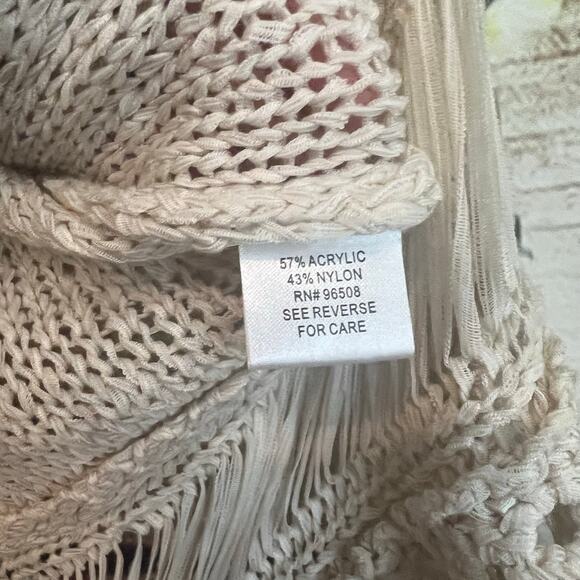 57% ACRYLIC
43% NYLON
RN# 96508
SEE REVERSE
FOR CARE